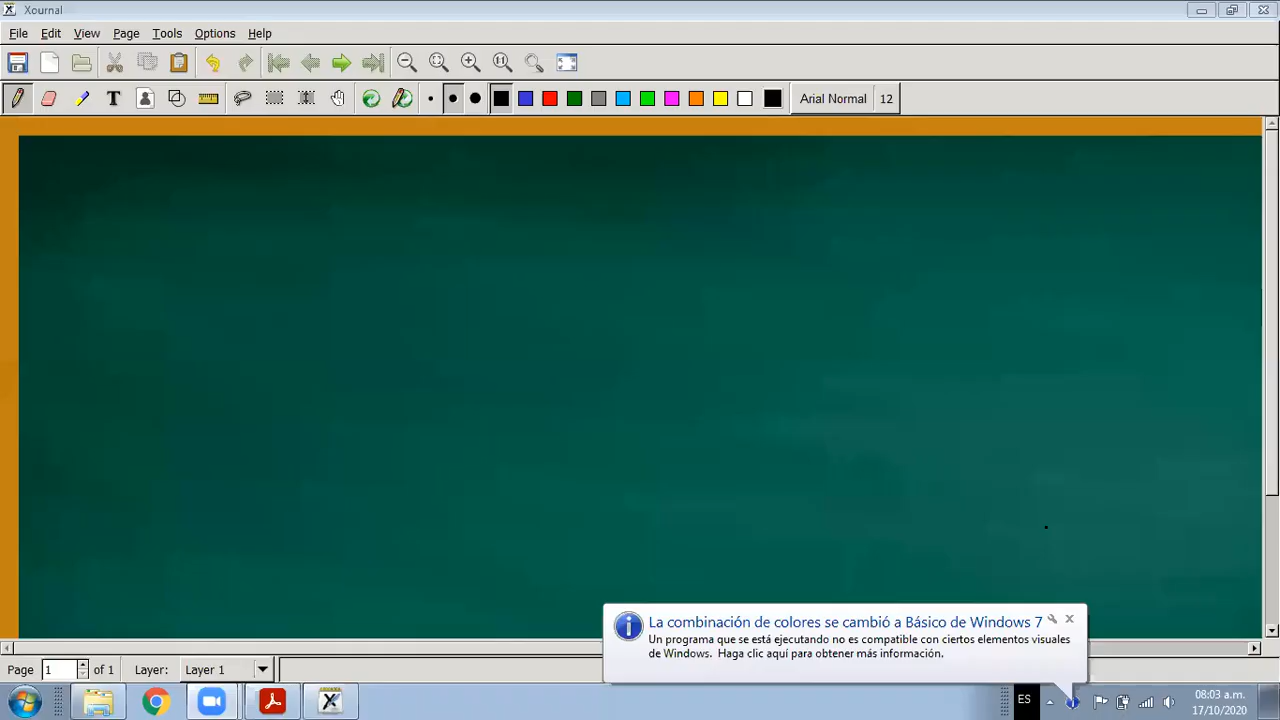 Xournal
File Edit View Page Tools Options Help
Arial Normal 12
La combinación de colores se cambió a Básico de Windows 7
Un programa que se está ejecutando no es compatible con ciertos elementos visuales
de Windows. Haga clic aquí para obtener más información.
Page 1 of 1 Layer: Layer 1
ES
08:03 a.m.
17/10/2020